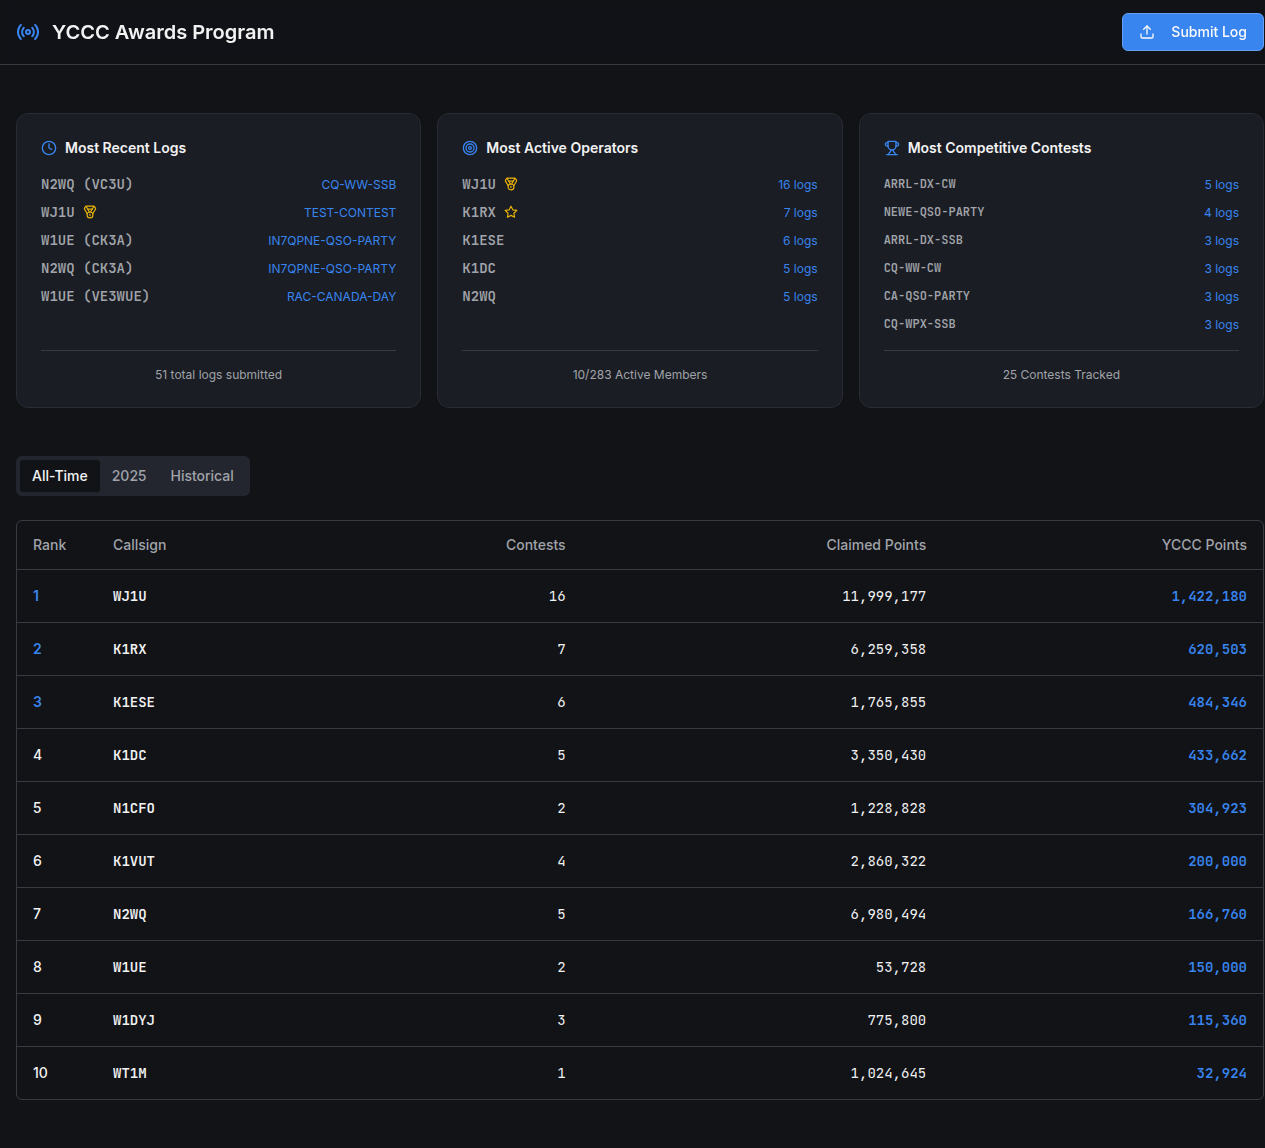 YCCC Awards Program
Submit Log
Most Recent Logs
N2WQ (VC3U) CQ-WW-SSB
WJ1U TEST-CONTEST
W1UE (CK3A) IN7QPNE-QSO-PARTY
N2WQ (CK3A) IN7QPNE-QSO-PARTY
W1UE (VE3WUE) RAC-CANADA-DAY
51 total logs submitted
Most Active Operators
WJ1U 16 logs
K1RX 7 logs
K1ESE 6 logs
K1DC 5 logs
N2WQ 5 logs
10/283 Active Members
Most Competitive Contests
ARRL-DX-CW 5 logs
NEWE-QSO-PARTY 4 logs
ARRL-DX-SSB 3 logs
CQ-WW-CW 3 logs
CA-QSO-PARTY 3 logs
CQ-WPX-SSB 3 logs
25 Contests Tracked
All-Time 2025 Historical
Rank Callsign Contests Claimed Points YCCC Points
1 WJ1U 16 11,999,177 1,422,180
2 K1RX 7 6,259,358 620,503
3 K1ESE 6 1,765,855 484,346
4 K1DC 5 3,350,430 433,662
5 N1CFO 2 1,228,828 304,923
6 K1VUT 4 2,860,322 200,000
7 N2WQ 5 6,980,494 166,760
8 W1UE 2 53,728 150,000
9 W1DYJ 3 775,800 115,360
10 WT1M 1 1,024,645 32,924